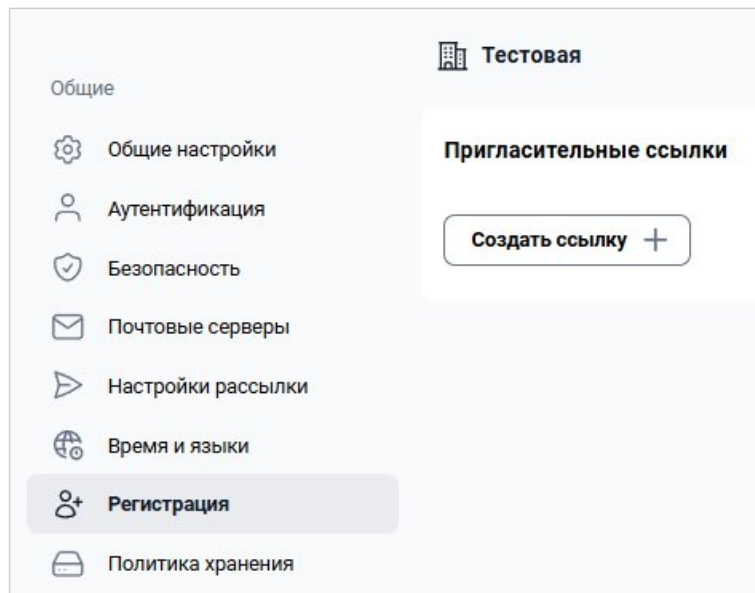 Общие
Общие настройки
Аутентификация
Безопасность
Почтовые серверы
Настройки рассылки
Время и языки
Регистрация
Политика хранения
Тестовая
Пригласительные ссылки
Создать ссылку